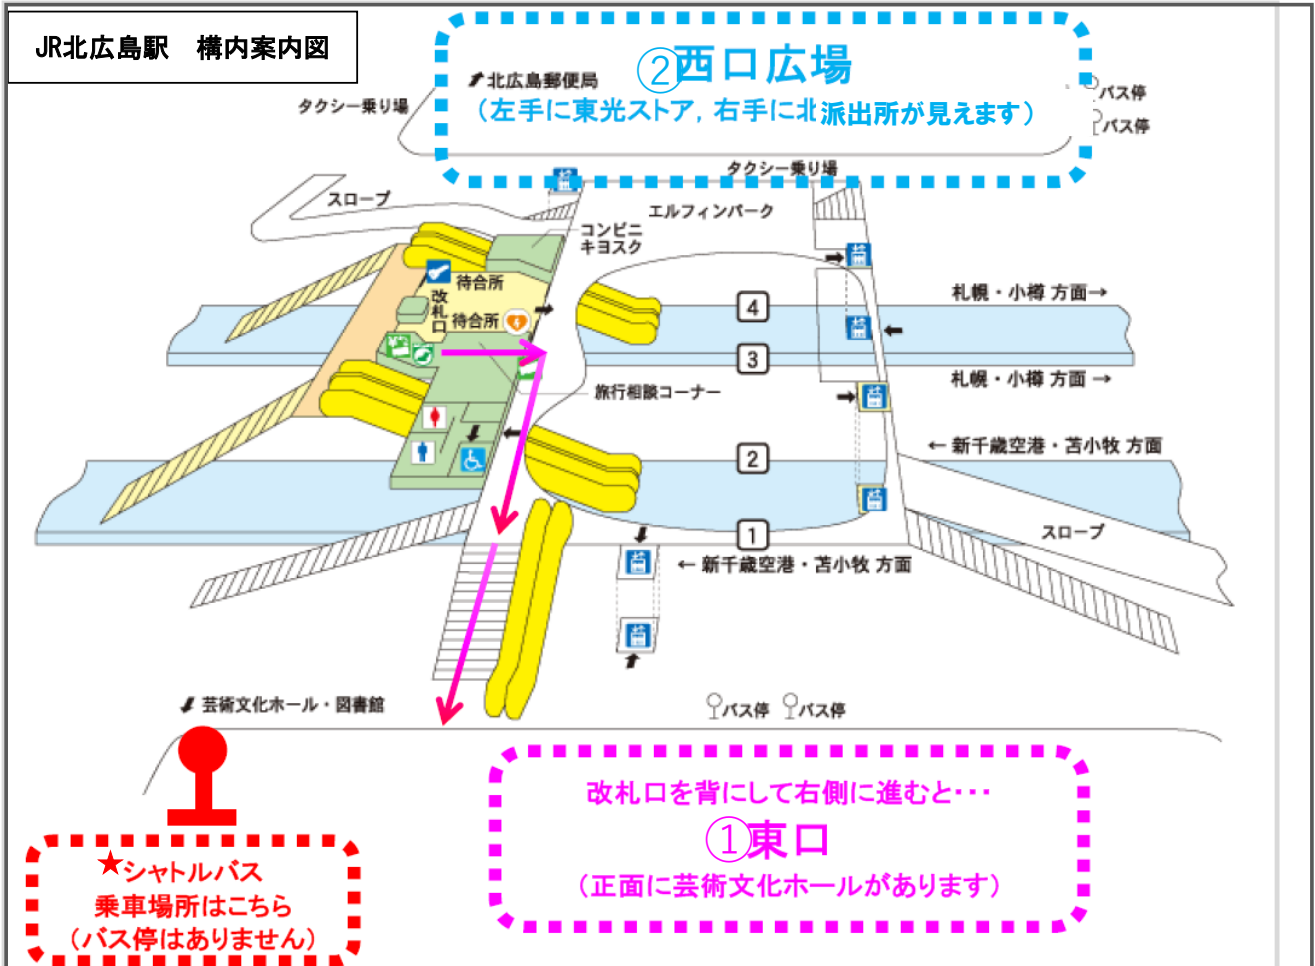 JR北広島駅　構内案内図
②西口広場
北広島郵便局
(左手に東光ストア, 右手に北派出所が見えます)
タクシー乗り場
バス停
バス停
タクシー乗り場
スロープ
エルフィンパーク
コンビニ
キヨスク
待合所
改札口
待合所
4
札幌・小樽 方面→
3
札幌・小樽 方面 →
旅行相談コーナー
2
← 新千歳空港・苫小牧 方面
1
← 新千歳空港・苫小牧 方面
スロープ
芸術文化ホール・図書館
バス停
バス停
改札口を背にして右側に進むと・・・
①東口
(正面に芸術文化ホールがあります)
★シャトルバス
乗車場所はこちら
(バス停はありません)